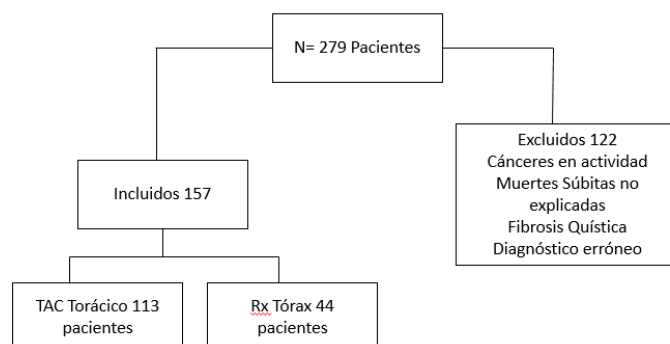 N= 279 Pacientes
Excluidos 122
Cánceres en actividad
Muertes Súbitas no
explicadas
Fibrosis Quística
Diagnóstico erróneo
Incluidos 157
TAC Torácico 113
pacientes
Rx Tórax 44
pacientes